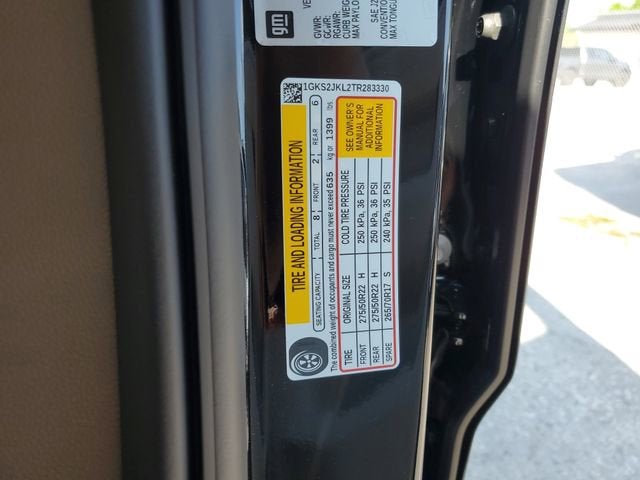 gm
GVWR:
GCWR:
RGAWR:
CURB WEIG
MAX PAYLO
SAE J2
CONVENTION
MAX TONGU
1GKS2JKL2TR283330
TIRE AND LOADING INFORMATION
SEATING CAPACITY TOTAL 8 FRONT 2 REAR 6
The combined weight of occupants and cargo must never exceed 635 kg or 1399 lbs.
TIRE ORIGINAL SIZE COLD TIRE PRESSURE
FRONT 275/50R22 H 250 kPa, 36 PSI
REAR 275/50R22 H 250 kPa, 36 PSI
SPARE 265/70R17 S 240 kPa, 35 PSI
SEE OWNER'S
MANUAL FOR
ADDITIONAL
INFORMATION